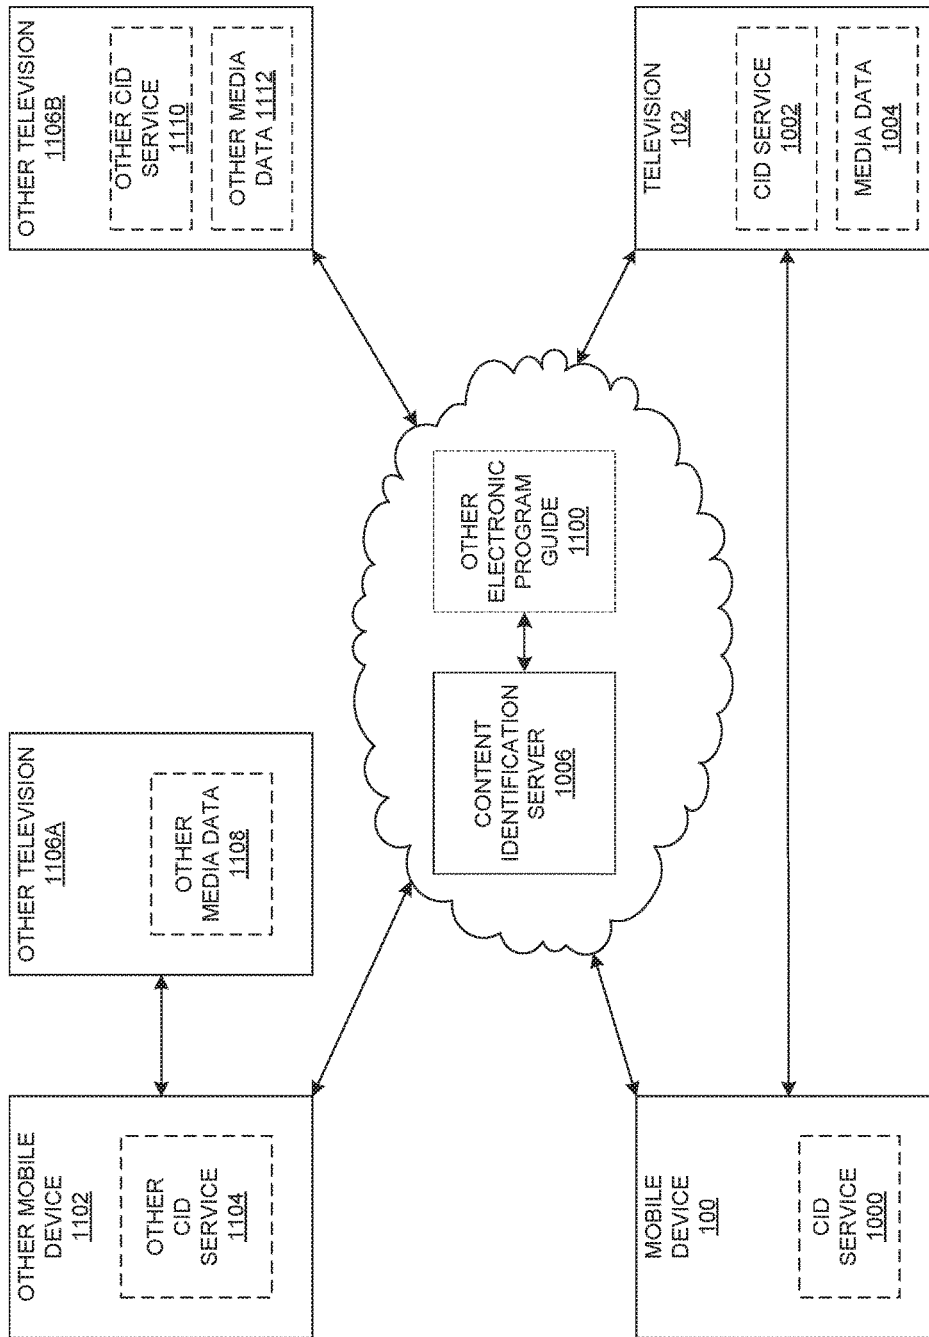 OTHER MOBILE
DEVICE
1102
OTHER
CID
SERVICE
1104
OTHER TELEVISION
1106A
OTHER
MEDIA DATA
1108
OTHER TELEVISION
1106B
OTHER CID
SERVICE
1110
OTHER MEDIA
DATA 1112
CONTENT
IDENTIFICATION
SERVER
1006
OTHER
ELECTRONIC
PROGRAM
GUIDE
1100
MOBILE
DEVICE
100
CID
SERVICE
1000
TELEVISION
102
CID SERVICE
1002
MEDIA DATA
1004